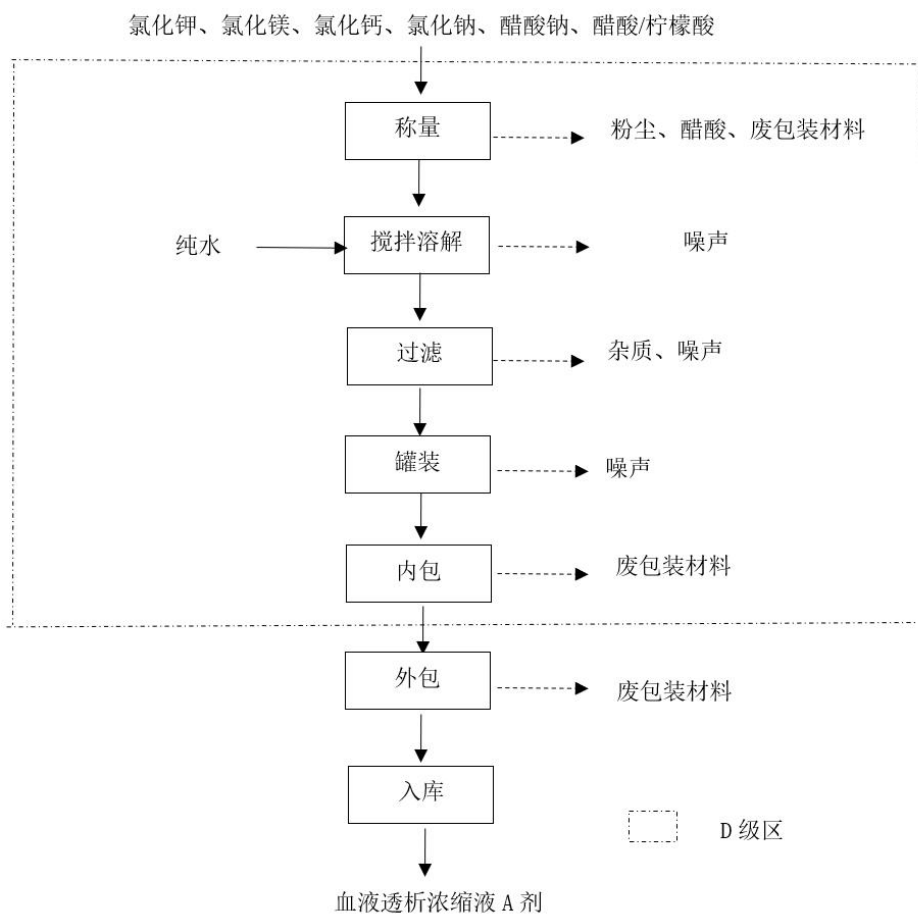 氯化钾、氯化镁、氯化钙、氯化钠、醋酸钠、醋酸/柠檬酸
称量
粉尘、醋酸、废包装材料
纯水
搅拌溶解
噪声
过滤
杂质、噪声
罐装
噪声
内包
废包装材料
外包
废包装材料
入库
D 级区
血液透析浓缩液 A 剂